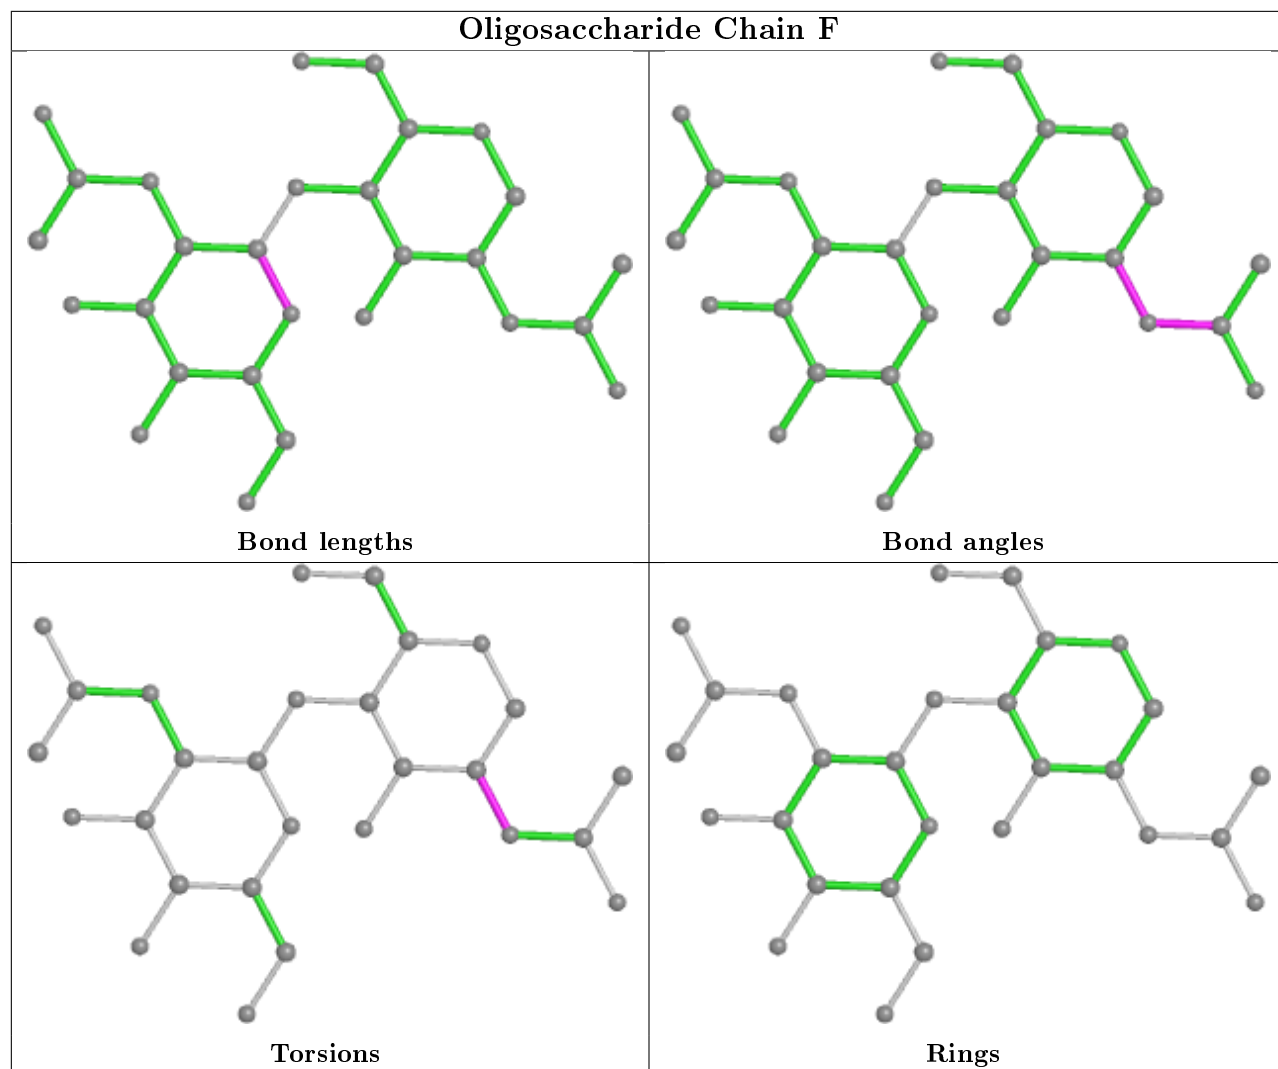 Oligosaccharide Chain F
Bond lengths
Bond angles
Torsions
Rings